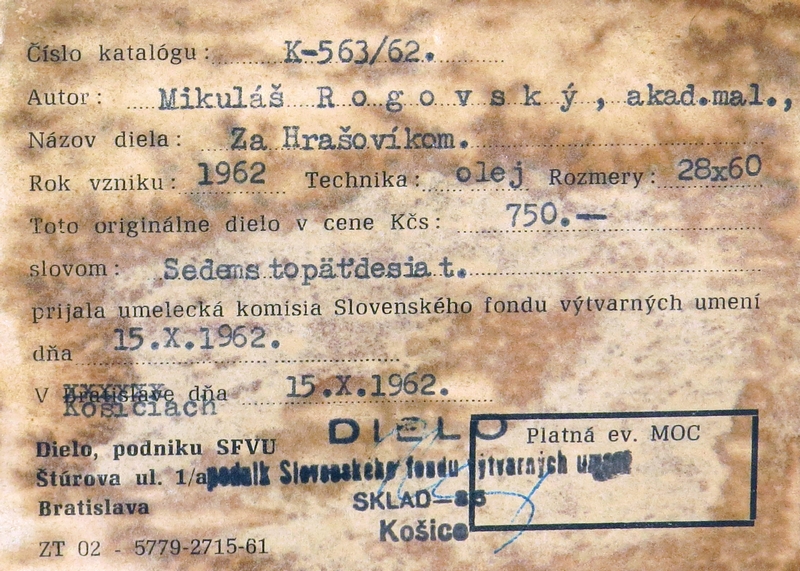 Číslo katalógu: K-563/62.
Autor: Mikuláš Rogovský, akad.mal.,
Názov diela: Za Hrašovíkom.
Rok vzniku: 1962 Technika: olej Rozmery: 28x60
Toto originálne dielo v cene Kčs: 750.—
slovom: Sedemstopäťdesiat.
prijala umelecká komisia Slovenského fondu výtvarných umení
dňa 15.X.1962.
V Bratislave dňa 15.X.1962.
Košiciach
DIELO
Platná ev. MOC
Dielo, podniku SFVU
Štúrova ul. 1/a
podnik Slovenského fondu výtvarných umení
SKLAD-85
Bratislava
Košice
ZT 02 - 5779-2715-61